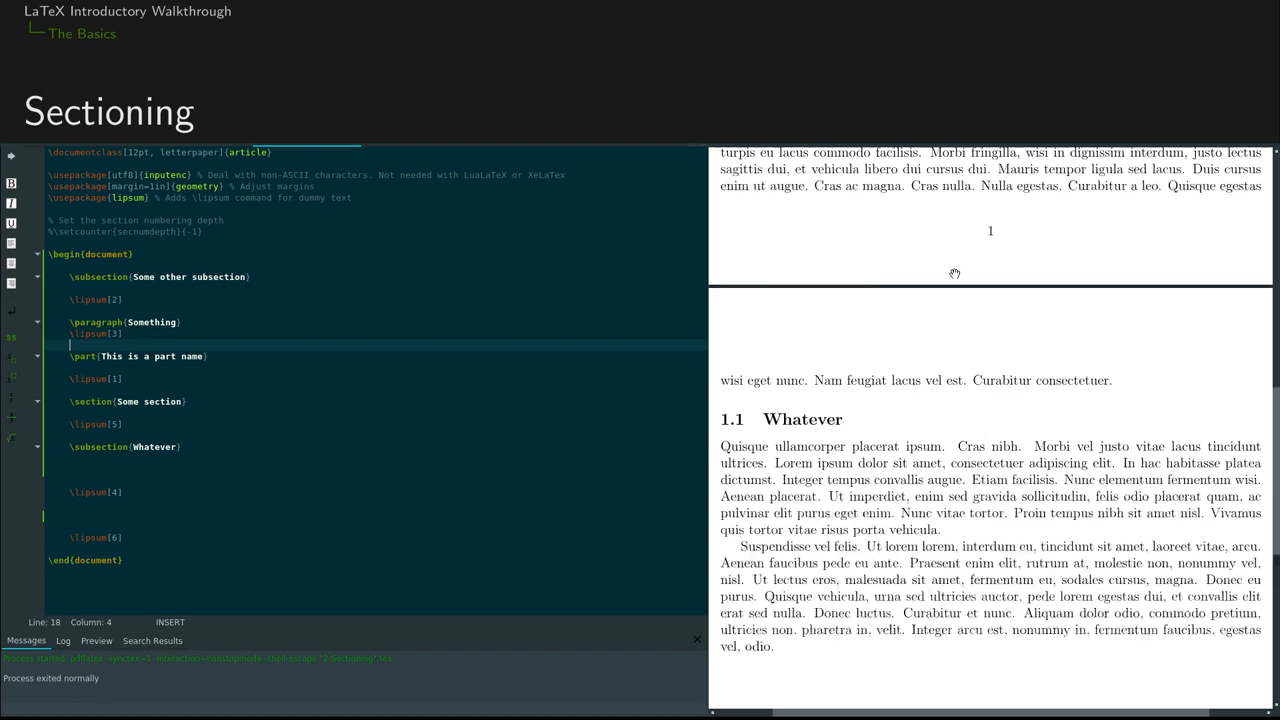 LaTeX Introductory Walkthrough
The Basics
Sectioning
\documentclass[12pt, letterpaper]{article}
\usepackage[utf8]{inputenc} % Deal with non-ASCII characters. Not needed with LuaLaTeX or XeLaTex
\usepackage[margin=1in]{geometry} % Adjust margins
\usepackage{lipsum} % Adds \lipsum command for dummy text
% Set the section numbering depth
%\setcounter{secnumdepth}{-1}
\begin{document}
\subsection{Some other subsection}
\lipsum[2]
\paragraph{Something}
\lipsum[3]
\part{This is a part name}
\lipsum[1]
\section{Some section}
\lipsum[5]
\subsection{Whatever}
\lipsum[4]
\lipsum[6]
\end{document}
Line: 18 Column: 4 INSERT
Messages Log Preview Search Results
Process started: pdflatex -synctex=1 -interaction=nonstopmode -shell-escape "2-Sectioning".tex
Process exited normally
turpis eu lacus commodo facilisis. Morbi fringilla, wisi in dignissim interdum, justo lectus
sagittis dui, et vehicula libero dui cursus dui. Mauris tempor ligula sed lacus. Duis cursus
enim ut augue. Cras ac magna. Cras nulla. Nulla egestas. Curabitur a leo. Quisque egestas
1
wisi eget nunc. Nam feugiat lacus vel est. Curabitur consectetuer.
1.1 Whatever
Quisque ullamcorper placerat ipsum. Cras nibh. Morbi vel justo vitae lacus tincidunt
ultrices. Lorem ipsum dolor sit amet, consectetuer adipiscing elit. In hac habitasse platea
dictumst. Integer tempus convallis augue. Etiam facilisis. Nunc elementum fermentum wisi.
Aenean placerat. Ut imperdiet, enim sed gravida sollicitudin, felis odio placerat quam, ac
pulvinar elit purus eget enim. Nunc vitae tortor. Proin tempus nibh sit amet nisl. Vivamus
quis tortor vitae risus porta vehicula.
Suspendisse vel felis. Ut lorem lorem, interdum eu, tincidunt sit amet, laoreet vitae, arcu.
Aenean faucibus pede eu ante. Praesent enim elit, rutrum at, molestie non, nonummy vel,
nisl. Ut lectus eros, malesuada sit amet, fermentum eu, sodales cursus, magna. Donec eu
purus. Quisque vehicula, urna sed ultricies auctor, pede lorem egestas dui, et convallis elit
erat sed nulla. Donec luctus. Curabitur et nunc. Aliquam dolor odio, commodo pretium,
ultricies non, pharetra in, velit. Integer arcu est, nonummy in, fermentum faucibus, egestas
vel, odio.